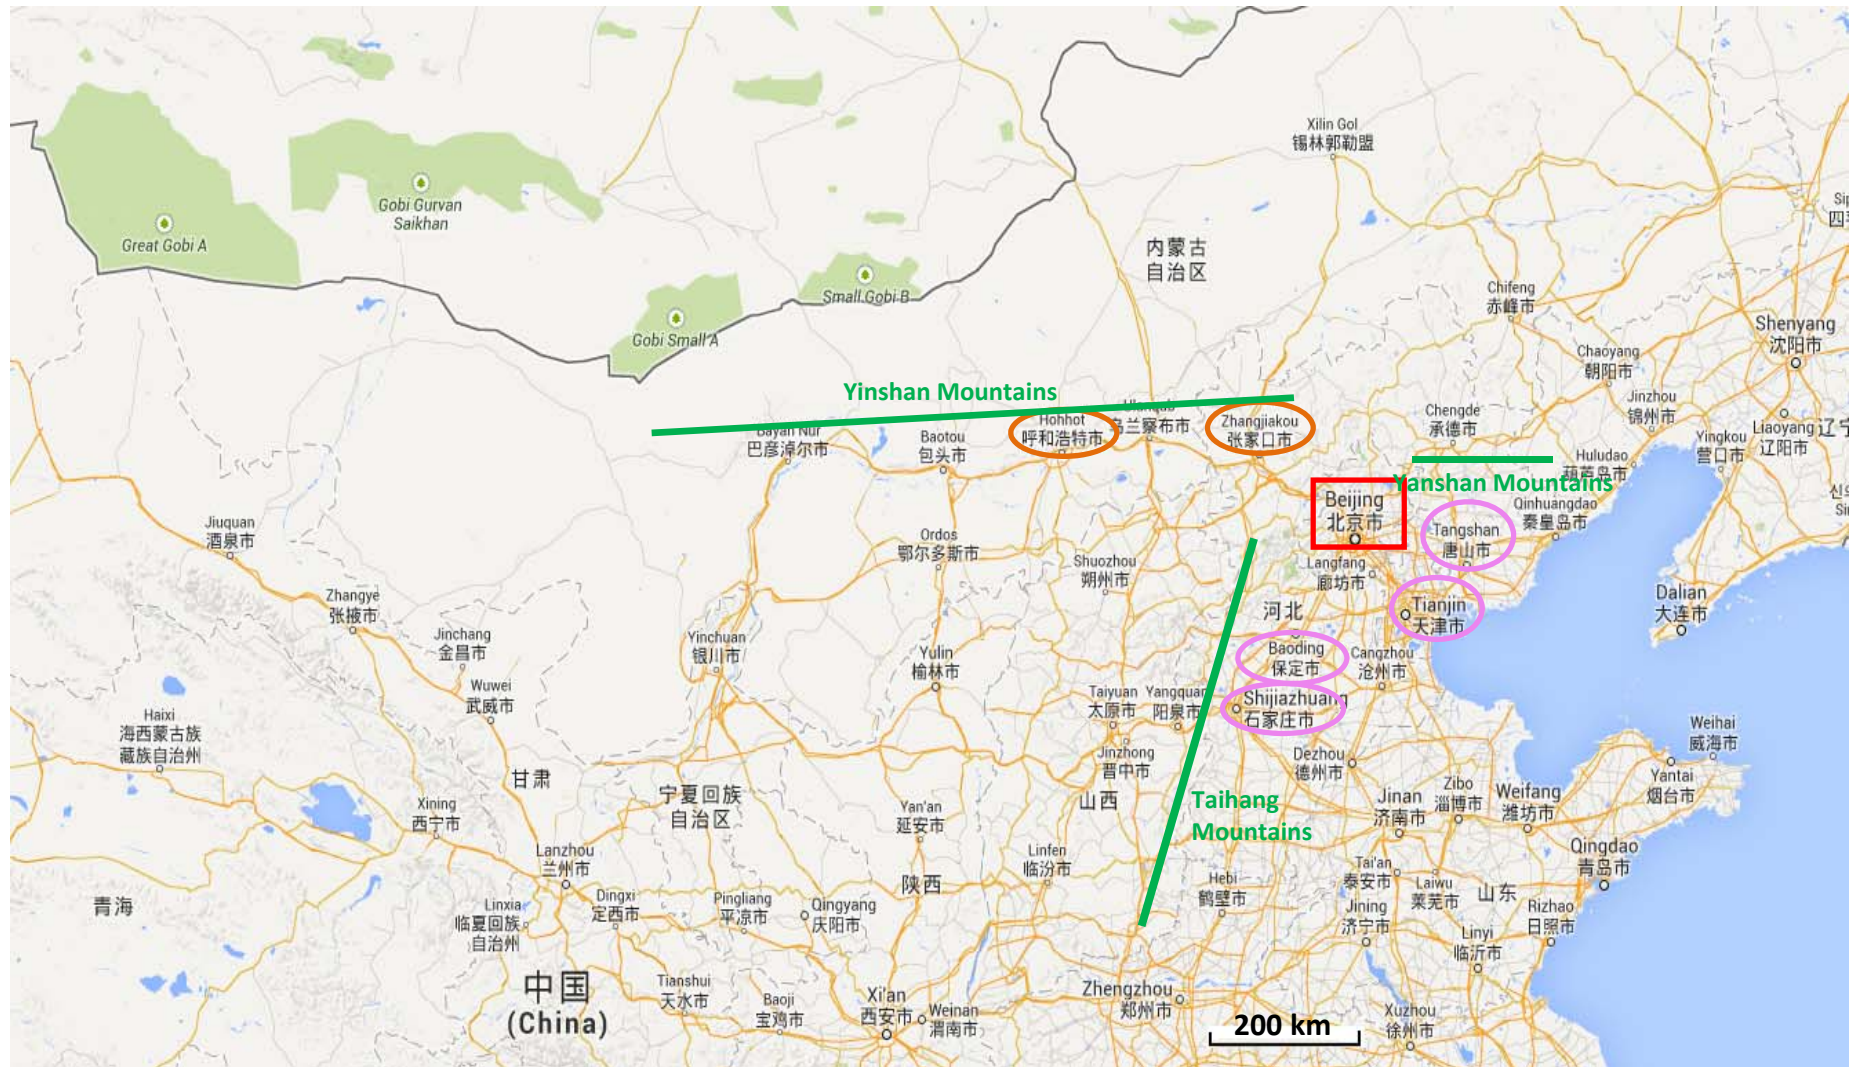 Xilin Gol
锡林郭勒盟
Gobi Gurvan
Saikhan
Great Gobi A
内蒙古
自治区
Small Gobi B
Gobi Small A
Chifeng
赤峰市
Shenyang
沈阳市
Chaoyang
朝阳市
Yinshan Mountains
Jinzhou
锦州市
Hohhot
呼和浩特市
乌兰察布市
Zhangjiakou
张家口市
Chengde
承德市
Liaoyang
辽阳市
Yingkou
营口市
Bayan Nur
巴彦淖尔市
Baotou
包头市
Huludao
葫芦岛市
Yanshan Mountains
Beijing
北京市
Qinhuangdao
秦皇岛市
Tangshan
唐山市
Jiuquan
酒泉市
Ordos
鄂尔多斯市
Shuozhou
朔州市
Langfang
廊坊市
Zhangye
张掖市
河北
Tianjin
天津市
Dalian
大连市
Jinchang
金昌市
Yinchuan
银川市
Yulin
榆林市
Baoding
保定市
Cangzhou
沧州市
Wuwei
武威市
Taiyuan
太原市
Yangquan
阳泉市
Shijiazhuang
石家庄市
Haixi
海西蒙古族
藏族自治州
Weihai
威海市
Jinzhong
晋中市
Dezhou
德州市
甘肃
宁夏回族
自治区
Yantai
烟台市
Zibo
淄博市
Weifang
潍坊市
Xining
西宁市
Yan'an
延安市
山西
Taihang
Mountains
Jinan
济南市
Lanzhou
兰州市
Linfen
临汾市
Qingdao
青岛市
Tai'an
泰安市
Laiwu
莱芜市
山东
陕西
Hebi
鹤壁市
青海
Linxia
临夏回族
自治州
Dingxi
定西市
Pingliang
平凉市
Qingyang
庆阳市
Jining
济宁市
Rizhao
日照市
Linyi
临沂市
中国
(China)
Tianshui
天水市
Baoji
宝鸡市
Xi'an
西安市
Weinan
渭南市
Zhengzhou
郑州市
Xuzhou
徐州市
200 km